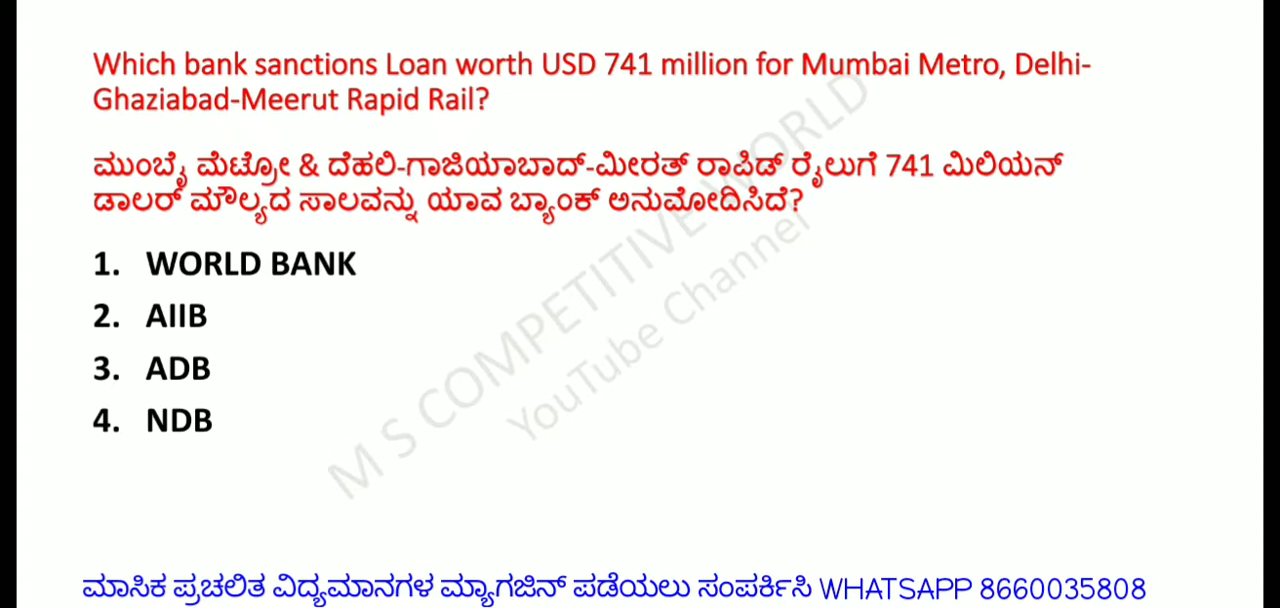 Which bank sanctions Loan worth USD 741 million for Mumbai Metro, Delhi-
Ghaziabad-Meerut Rapid Rail?
ಮುಂಬೈ ಮೆಟ್ರೋ & ದೆಹಲಿ-ಗಾಜಿಯಾಬಾದ್-ಮೀರತ್ ರಾಪಿಡ್ ರೈಲುಗೆ 741 ಮಿಲಿಯನ್
ಡಾಲರ್ ಮೌಲ್ಯದ ಸಾಲವನ್ನು ಯಾವ ಬ್ಯಾಂಕ್ ಅನುಮೋದಿಸಿದೆ?
1. WORLD BANK
2. AIIB
3. ADB
4. NDB
M S COMPETITIVE WORLD
YouTube Channel
ಮಾಸಿಕ ಪ್ರಚಲಿತ ವಿದ್ಯಮಾನಗಳ ಮ್ಯಾಗಜಿನ್ ಪಡೆಯಲು ಸಂಪರ್ಕಿಸಿ WHATSAPP 8660035808